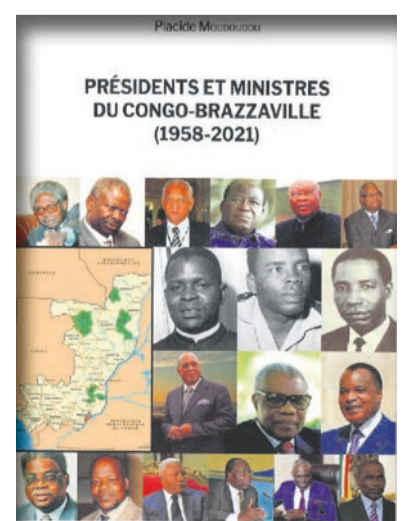 Placide Moudoudou
PRÉSIDENTS ET MINISTRES
DU CONGO-BRAZZAVILLE
(1958-2021)